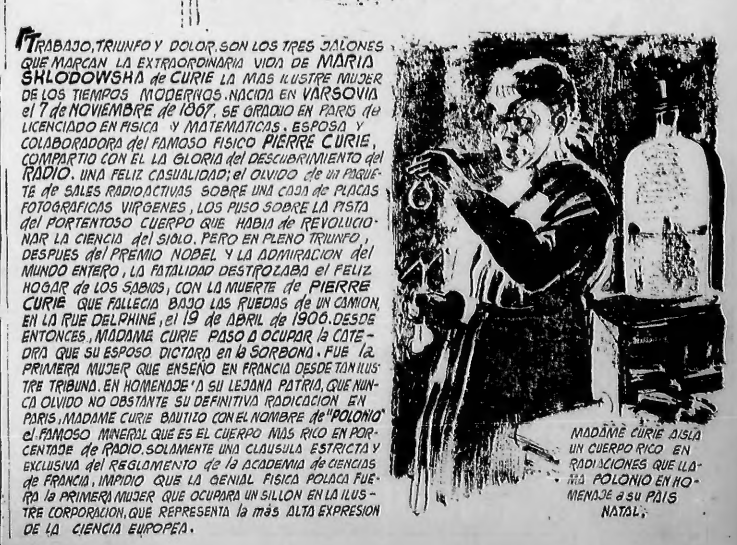 TRABAJO, TRIUNFO Y DOLOR, SON LOS TRES JALONES
QUE MARCAN LA EXTRAORDINARIA VIDA DE MARIA
SKLODOWSHA de CURIE LA MAS ILUSTRE MUJER
DE LOS TIEMPOS MODERNOS. NACIDA EN VARSOVIA
el 7 de NOVIEMBRE de 1867, SE GRADUO EN PARIS de
LICENCIADO EN FISICA Y MATEMATICAS. ESPOSA Y
COLABORADORA del FAMOSO FISICO PIERRE CURIE,
COMPARTIO CON EL LA GLORIA del DESCUBRIMIENTO del
RADIO. UNA FELIZ CASUALIDAD; el OLVIDO de un PAQUE-
TE de SALES RADIOACTIVAS SOBRE UNA CAJA de PLACAS
FOTOGRAFICAS VIRGENES, LOS PUSO SOBRE LA PISTA
del PORTENTOSO CUERPO QUE HABIA de REVOLUCIO-
NAR LA CIENCIA del SIGLO. PERO EN PLENO TRIUNFO,
DESPUES del PREMIO NOBEL Y LA ADMIRACION del
MUNDO ENTERO, LA FATALIDAD DESTROZABA el FELIZ
HOGAR de LOS SABIOS, CON LA MUERTE de PIERRE
CURIE QUE FALLECIA BAJO LAS RUEDAS de UN CAMION,
EN LA RUE DELPHINE, el 19 de ABRIL de 1906. DESDE
ENTONCES, MADAME CURIE PASO A OCUPAR la CATE-
DRA QUE SU ESPOSO DICTARA en la SORBONA. FUE la
PRIMERA MUJER QUE ENSEÑO EN FRANCIA DESDE TAN ILUS-
TRE TRIBUNA. EN HOMENAJE A SU LEJANA PATRIA, QUE NUN-
CA OLVIDO NO OBSTANTE SU DEFINITIVA RADICACION EN
PARIS, MADAME CURIE BAUTIZO CON EL NOMBRE de "POLONIO"
el FAMOSO MINERAL QUE ES EL CUERPO MAS RICO EN POR-
CENTAJE de RADIO. SOLAMENTE UNA CLAUSULA ESTRICTA Y
EXCLUSIVA del REGLAMENTO de la ACADEMIA de CIENCIAS
de FRANCIA, IMPIDIO QUE LA GENIAL FISICA POLACA FUE-
RA la PRIMERA MUJER QUE OCUPARA UN SILLON EN LA ILUS-
TRE CORPORACION, QUE REPRESENTA la más ALTA EXPRESION
DE LA CIENCIA EUROPEA.
MADAME CURIE AISLA
UN CUERPO RICO EN
RADIACIONES QUE LLA-
MA POLONIO EN HO-
MENAJE a su PAIS
NATAL.